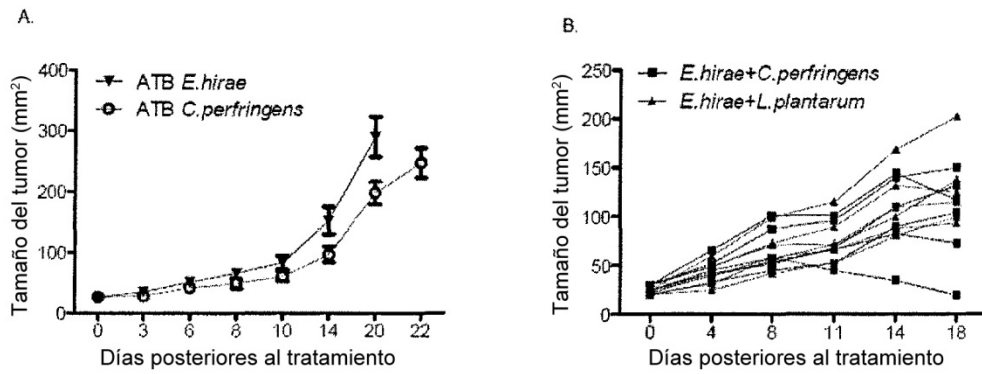 A.
400
300
200
100
0
Tamaño del tumor (mm²)
ATB E.hirae
ATB C.perfringens
0 3 6 8 10 14 20 22
Días posteriores al tratamiento
B.
250
200
150
100
50
0
Tamaño del tumor (mm²)
E.hirae+C.perfringens
E.hirae+L.plantarum
0 4 8 11 14 18
Días posteriores al tratamiento